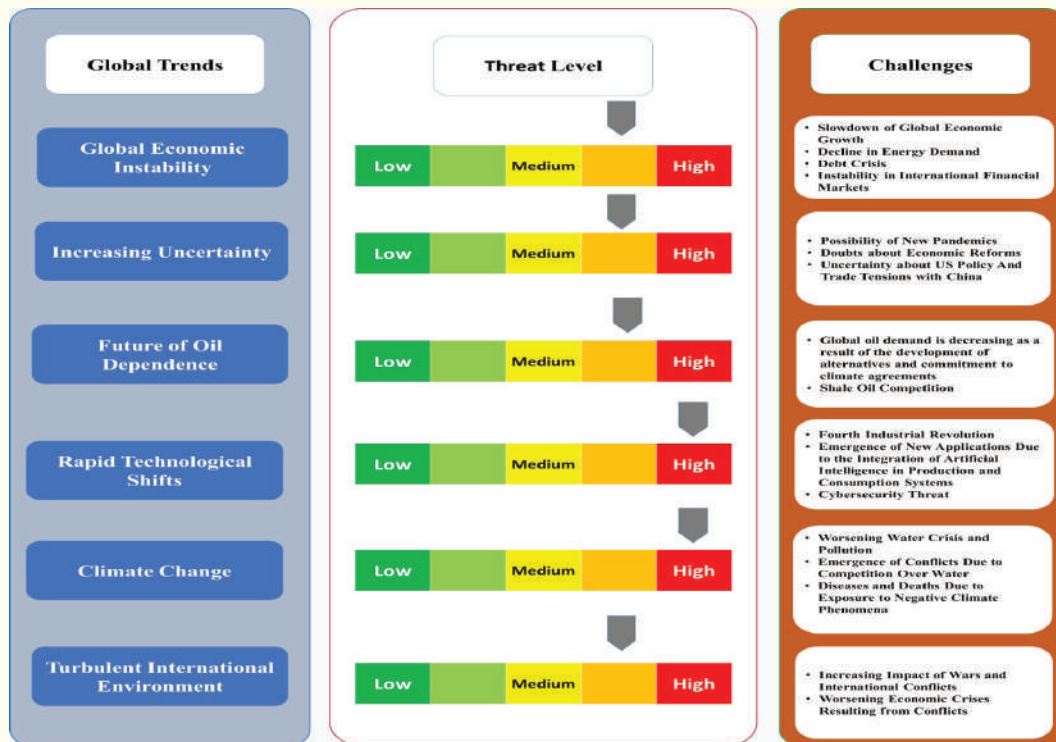 Global Trends
Threat Level
Challenges
Global Economic
Instability
Low
Medium
High
• Slowdown of Global Economic
Growth
• Decline in Energy Demand
• Debt Crisis
• Instability in International Financial
Markets
Increasing Uncertainty
Low
Medium
High
• Possibility of New Pandemics
• Doubts about Economic Reforms
• Uncertainty about US Policy And
Trade Tensions with China
Future of Oil
Dependence
Low
Medium
High
• Global oil demand is decreasing as a
result of the development of
alternatives and commitment to
climate agreements
• Shale Oil Competition
Rapid Technological
Shifts
Low
Medium
High
• Fourth Industrial Revolution
• Emergence of New Applications Due
to the Integration of Artificial
Intelligence in Production and
Consumption Systems
• Cybersecurity Threat
Climate Change
Low
Medium
High
• Worsening Water Crisis and
Pollution
• Emergence of Conflicts Due to
Competition Over Water
• Diseases and Deaths Due to
Exposure to Negative Climate
Phenomena
Turbulent International
Environment
Low
Medium
High
• Increasing Impact of Wars and
International Conflicts
• Worsening Economic Crises
Resulting from Conflicts